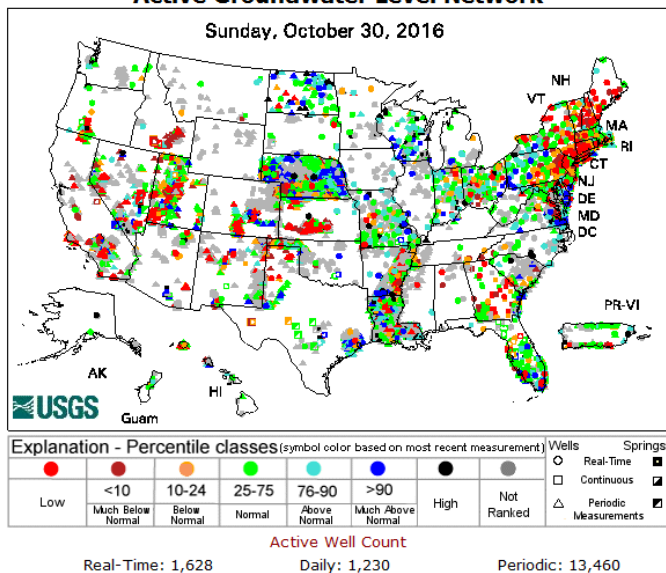 Active Groundwater Level Network
Sunday, October 30, 2016
NH
VT
MA
RI
CT
NJ
DE
MD
DC
PR-VI
AK
HI
Guam
USGS
Explanation - Percentile classes (symbol color based on most recent measurement)
Low
<10
Much Below
Normal
10-24
Below
Normal
25-75
Normal
76-90
Above
Normal
>90
Much Above
Normal
High
Not
Ranked
Wells Springs
Real-Time
Continuous
Periodic
Measurements
Active Well Count
Real-Time: 1,628 Daily: 1,230 Periodic: 13,460